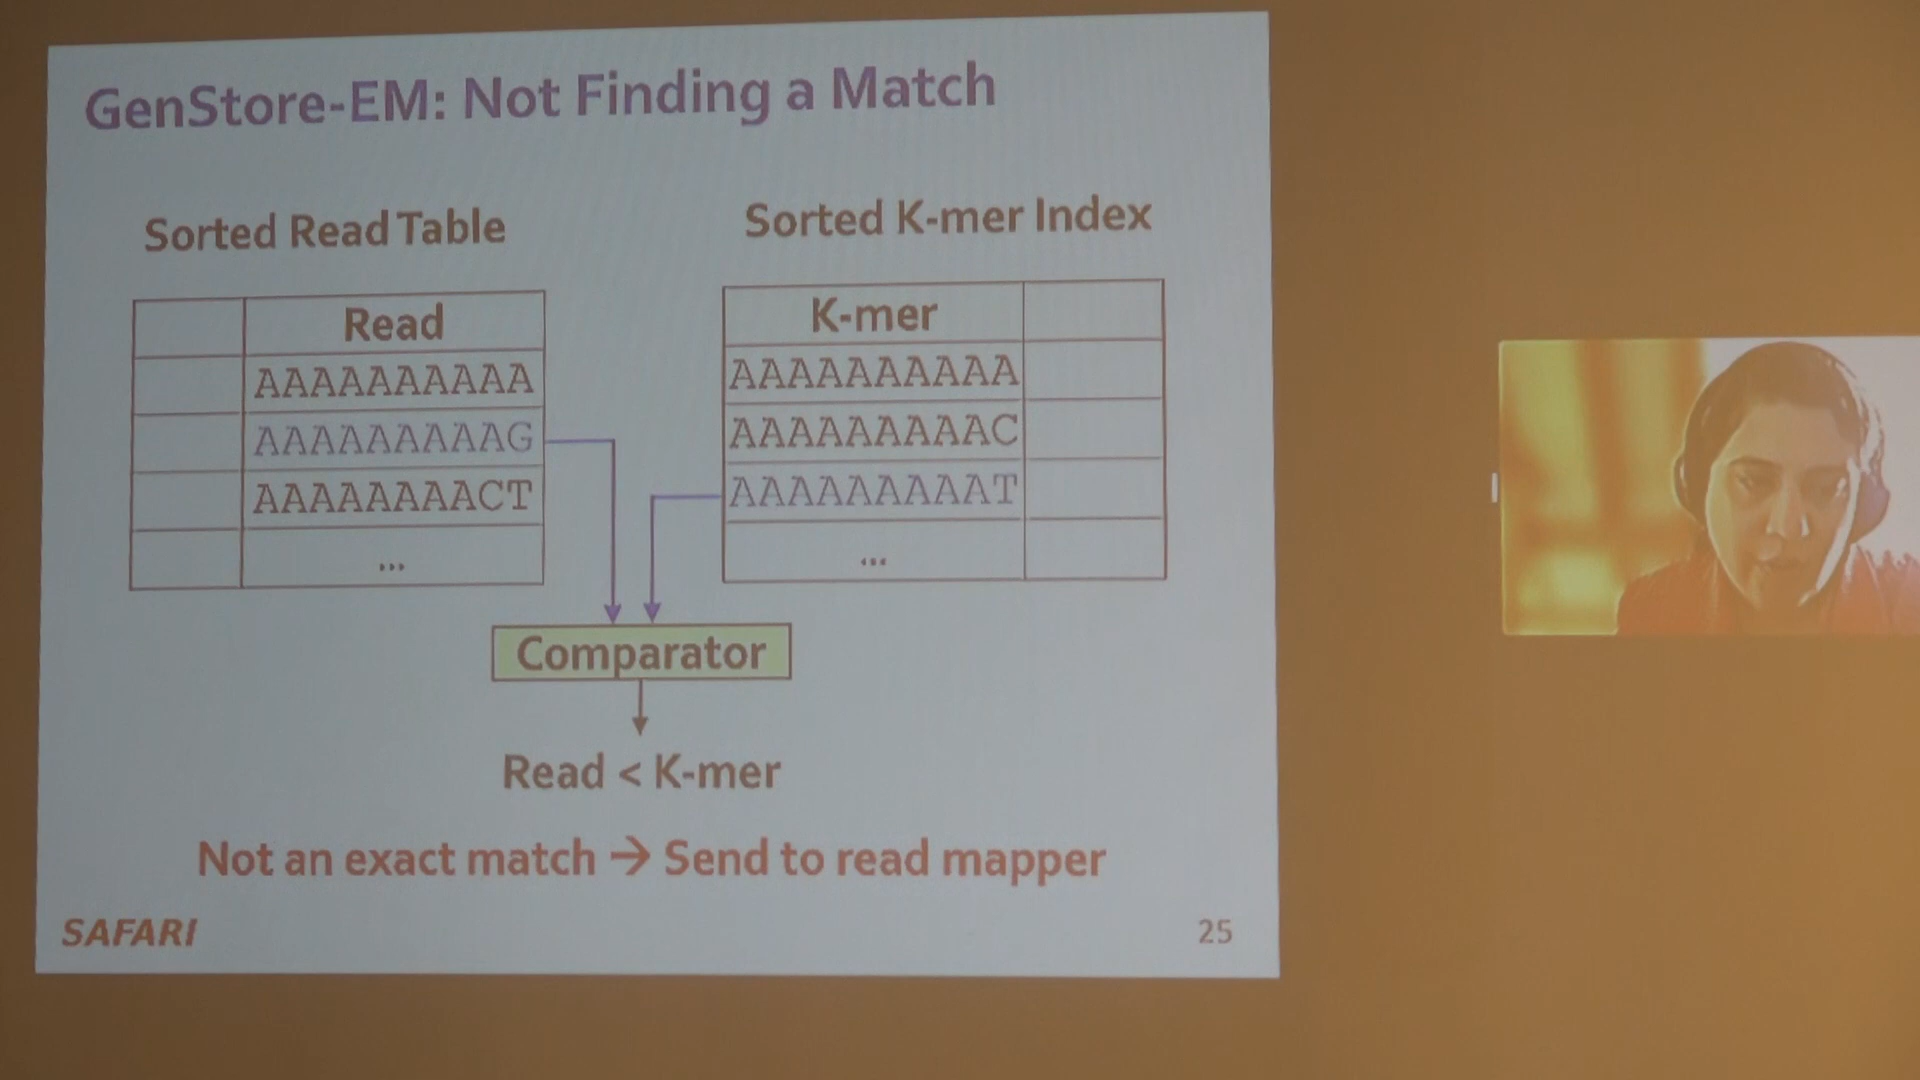 GenStore-EM: Not Finding a Match
Sorted Read Table
Sorted K-mer Index
Read
AAAAAAAAAA
AAAAAAAAAG
AAAAAAAACT
...
K-mer
AAAAAAAAAA
AAAAAAAAAC
AAAAAAAAAT
...
Comparator
Read < K-mer
Not an exact match → Send to read mapper
SAFARI
25